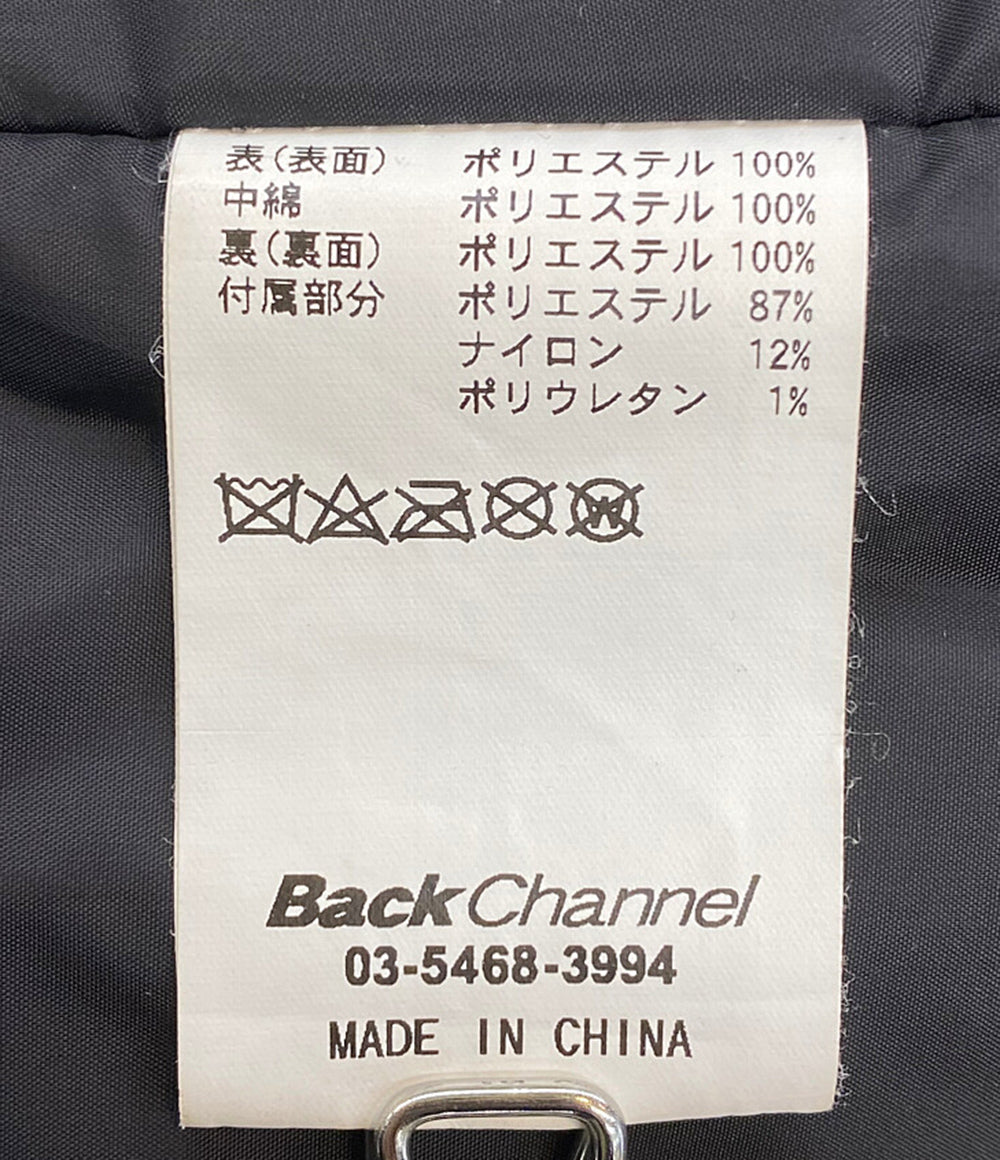 表(表面) ポリエステル 100%
中綿 ポリエステル 100%
裏(裏面) ポリエステル 100%
付属部分 ポリエステル 87%
ナイロン 12%
ポリウレタン 1%
W
BackChannel
03-5468-3994
MADE IN CHINA